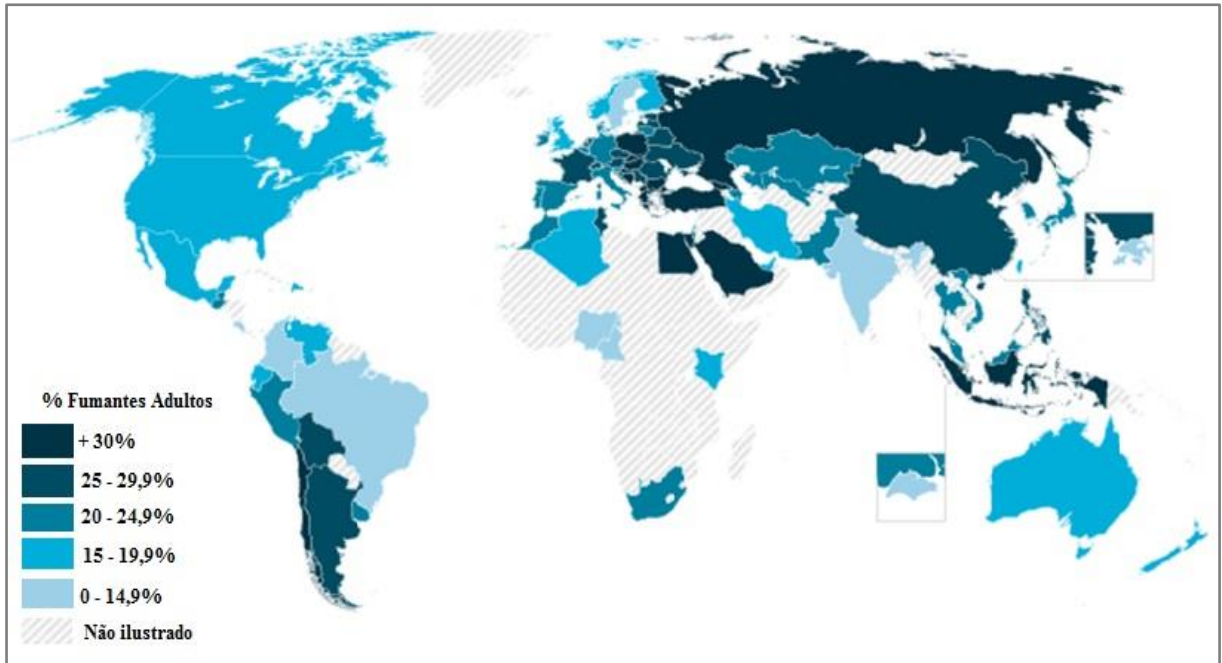 % Fumantes Adultos
+ 30%
25 - 29,9%
20 - 24,9%
15 - 19,9%
0 - 14,9%
Não ilustrado